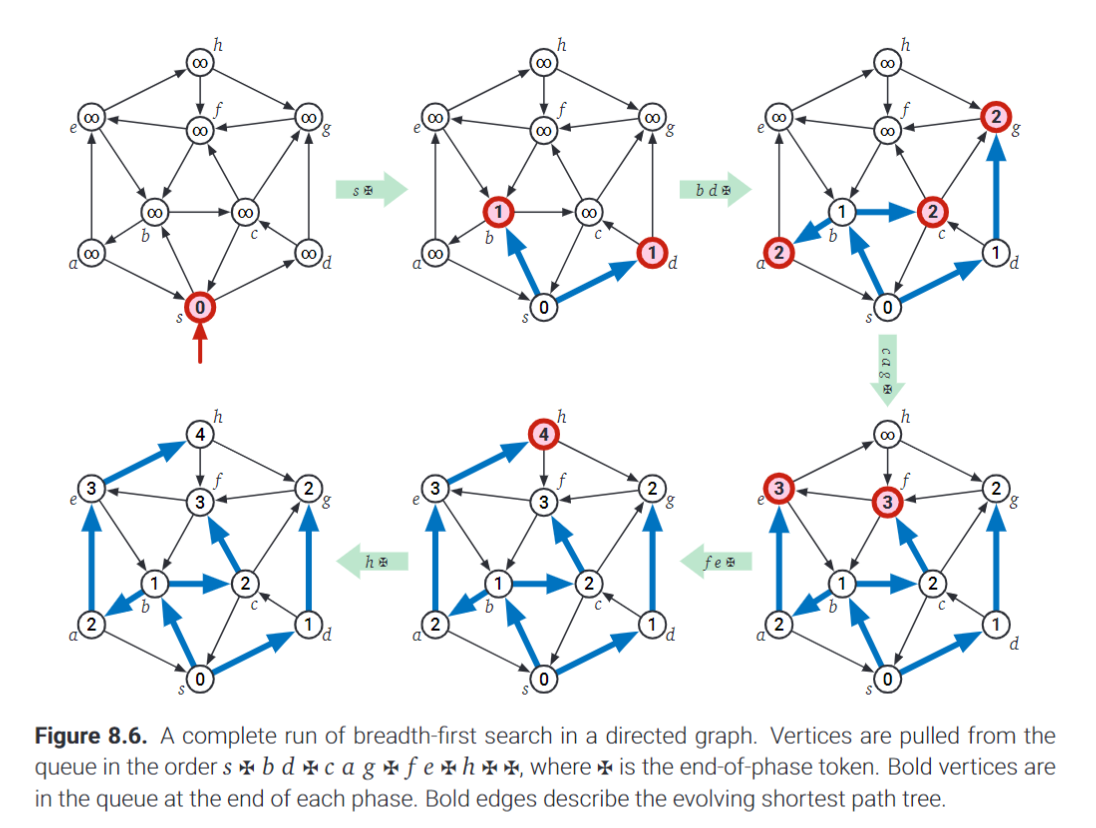 h
∞
e ∞
f
∞
∞ g
∞
b
∞
c
a ∞
∞ d
s 0
s ✠
h
∞
e ∞
f
∞
∞ g
1
b
∞
c
a ∞
1 d
s 0
b d ✠
h
∞
e ∞
f
∞
2 g
1
b
2
c
a 2
1 d
s 0
c a g ✠
h
∞
e 3
f
3
2 g
1
b
2
c
a 2
1
d
s 0
f e ✠
h
4
e 3
f
3
2 g
1
b
2
c
a 2
1 d
s 0
h ✠
h
4
e 3
f
3
2 g
1
b
2
c
a 2
1 d
s 0
Figure 8.6. A complete run of breadth-first search in a directed graph. Vertices are pulled from the
queue in the order s ✠ b d ✠ c a g ✠ f e ✠ h ✠ ✠, where ✠ is the end-of-phase token. Bold vertices are
in the queue at the end of each phase. Bold edges describe the evolving shortest path tree.